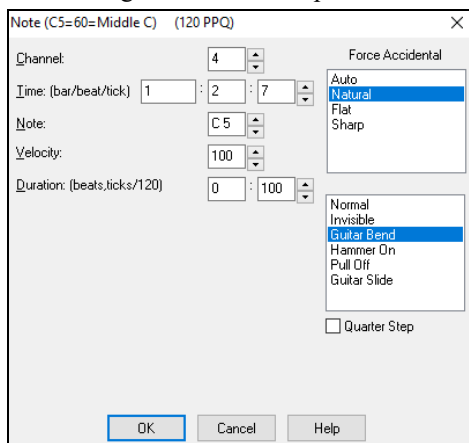 Note (C5=60=Middle C) (120 PPQ)
Channel: 4
Force Accidental
Time: (bar/beat/tick) 1 : 2 : 7
Note: C 5
Velocity: 100
Duration: (beats,ticks/120) 0 : 100
Auto
Natural
Flat
Sharp
Normal
Invisible
Guitar Bend
Hammer On
Pull Off
Guitar Slide
Quarter Step
OK Cancel Help